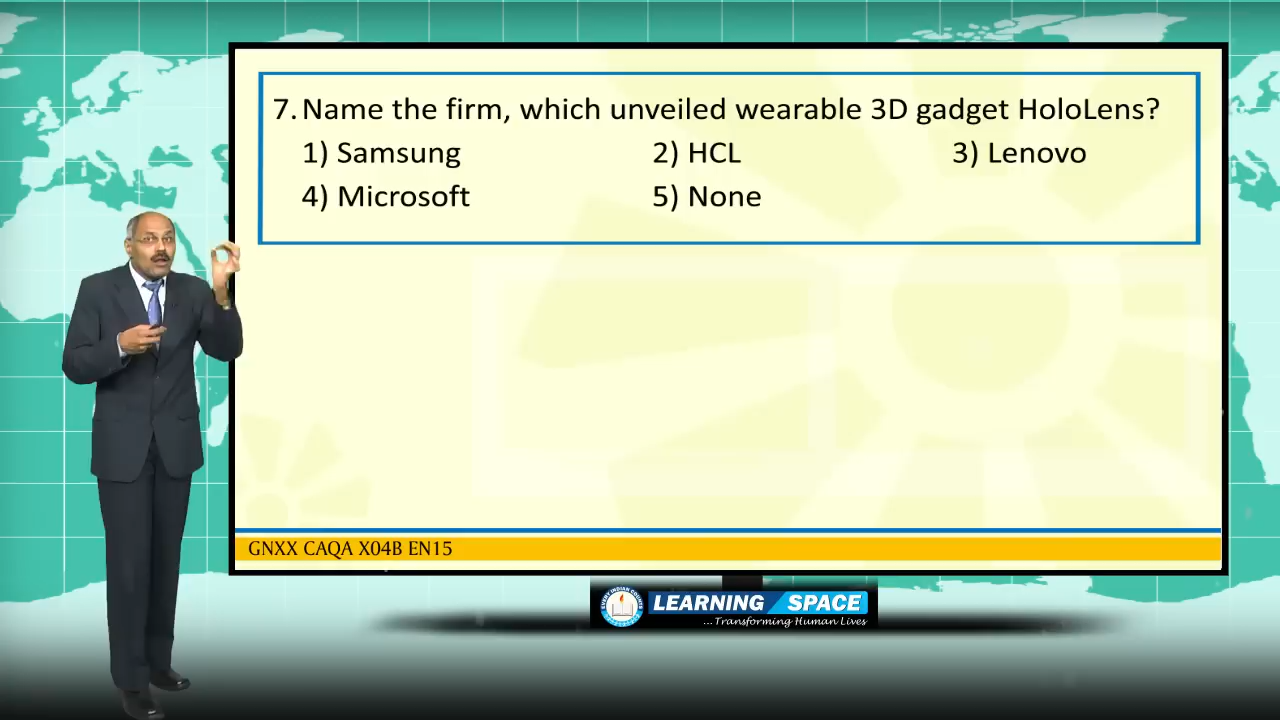 7. Name the firm, which unveiled wearable 3D gadget HoloLens?
1) Samsung 2) HCL 3) Lenovo
4) Microsoft 5) None
GNXX CAQA X04B EN15
LEARNING SPACE
...Transforming Human Lives